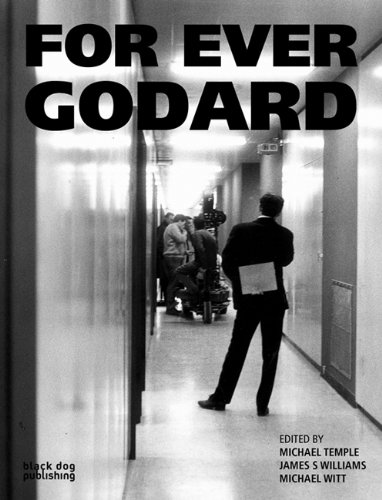 FOR EVER
GODARD
EDITED BY
MICHAEL TEMPLE
JAMES S WILLIAMS
MICHAEL WITT
black dog
publishing